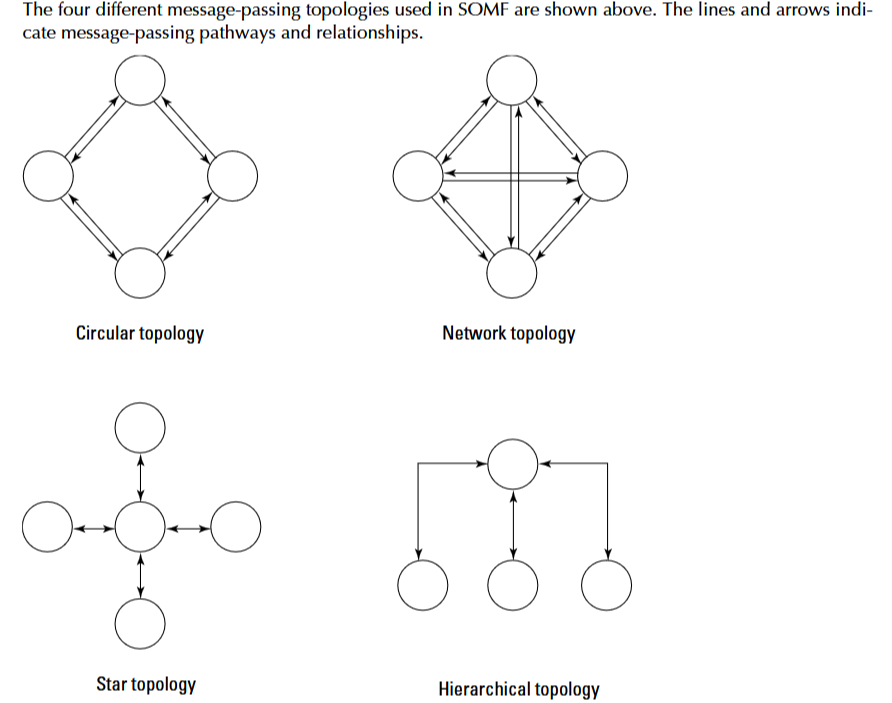 The four different message-passing topologies used in SOMF are shown above. The lines and arrows indi-
cate message-passing pathways and relationships.
Circular topology
Network topology
Star topology
Hierarchical topology